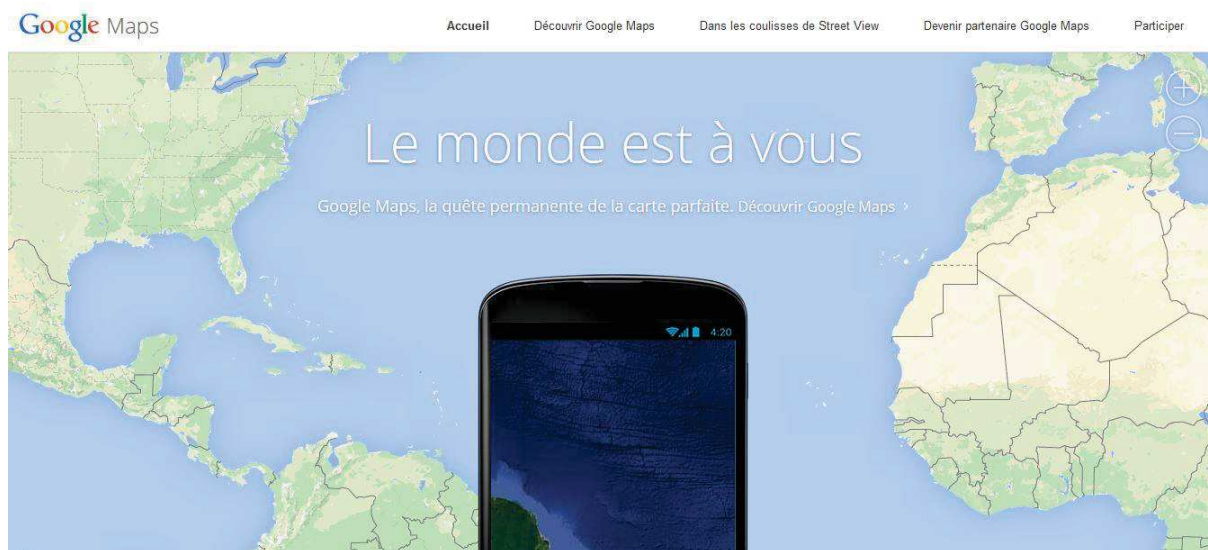 Google Maps
Accueil
Découvrir Google Maps
Dans les coulisses de Street View
Devenir partenaire Google Maps
Participer
Le monde est à vous
Google Maps, la quête permanente de la carte parfaite. Découvrir Google Maps ›
4:20